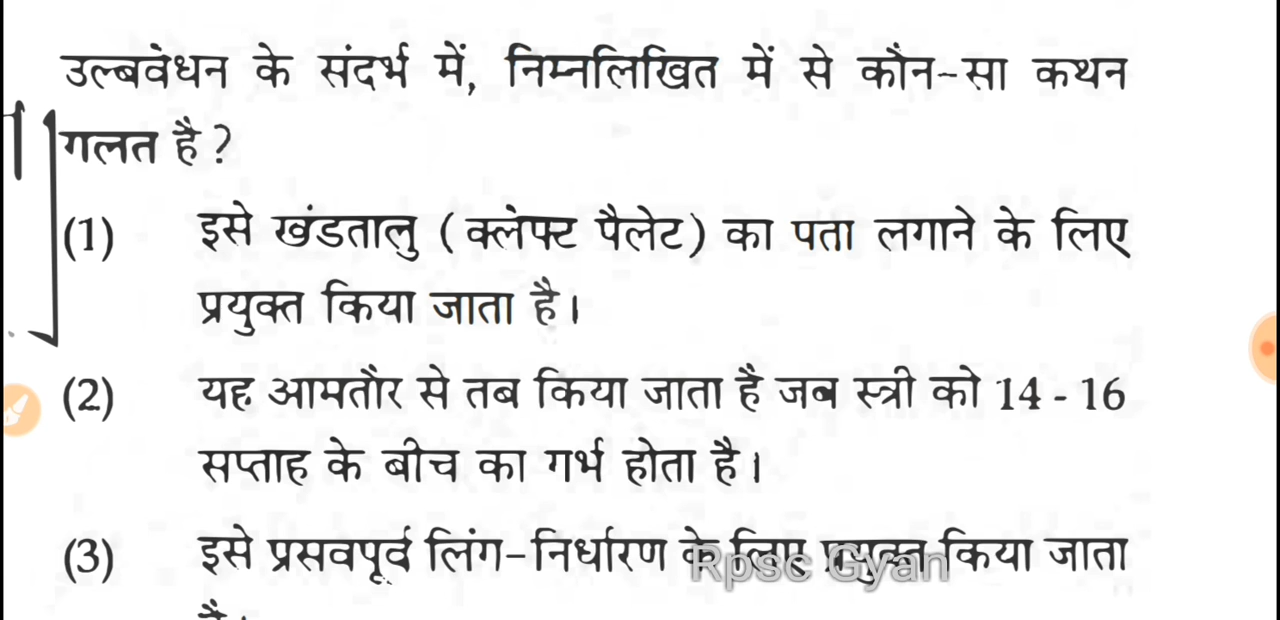 उल्बवेधन के संदर्भ में, निम्नलिखित में से कौन-सा कथन
गलत है?
(1) इसे खंडतालु (क्लेफ्ट पैलेट) का पता लगाने के लिए
प्रयुक्त किया जाता है।
(2) यह आमतौर से तब किया जाता है जब स्त्री को 14 - 16
सप्ताह के बीच का गर्भ होता है।
(3) इसे प्रसवपूर्व लिंग-निर्धारण के लिए प्रयुक्त किया जाता
Rpsc Gyan
है।